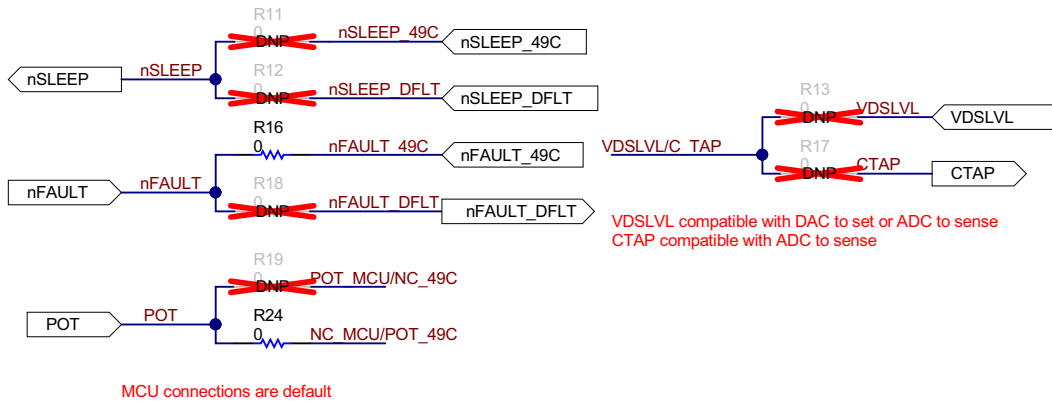 R11
0
DNP
nSLEEP_49C
nSLEEP_49C
nSLEEP
nSLEEP
R12
0
DNP
nSLEEP_DFLT
nSLEEP_DFLT
R16
0
nFAULT_49C
nFAULT_49C
nFAULT
nFAULT
R18
0
DNP
nFAULT_DFLT
nFAULT_DFLT
R19
0
DNP
POT_MCU/NC_49C
POT
POT
R24
0
NC_MCU/POT_49C
MCU connections are default
R13
0
DNP
VDSLVL
VDSLVL
VDSLVL/C_TAP
R17
0
DNP
CTAP
CTAP
VDSLVL compatible with DAC to set or ADC to sense
CTAP compatible with ADC to sense